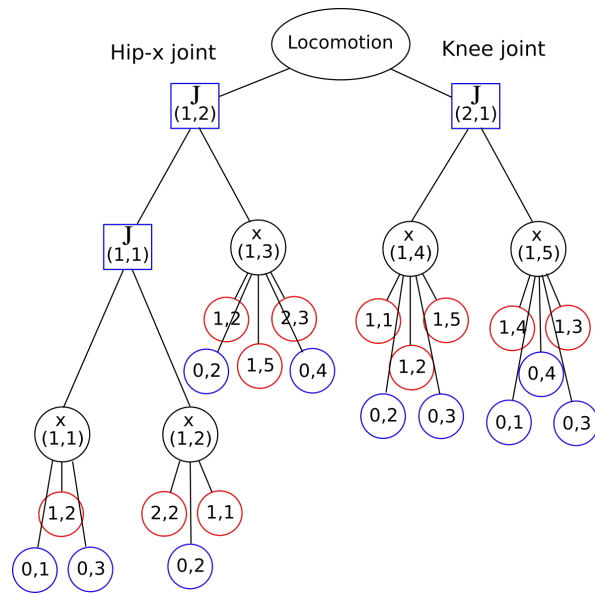 Locomotion
Hip-x joint
Knee joint
J
(1,2)
J
(2,1)
J
(1,1)
x
(1,3)
x
(1,4)
x
(1,5)
1,2
2,3
1,1
1,5
1,4
1,3
0,2
1,5
0,4
1,2
0,4
0,2
0,3
0,1
0,3
x
(1,1)
x
(1,2)
1,2
2,2
1,1
0,1
0,3
0,2